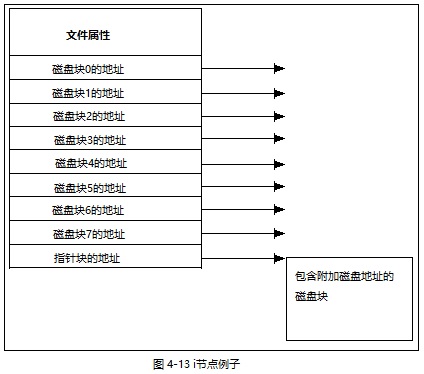 文件属性
磁盘块0的地址
磁盘块1的地址
磁盘块2的地址
磁盘块3的地址
磁盘块4的地址
磁盘块5的地址
磁盘块6的地址
磁盘块7的地址
指针块的地址
包含附加磁盘地址的
磁盘块
图 4-13 i节点例子